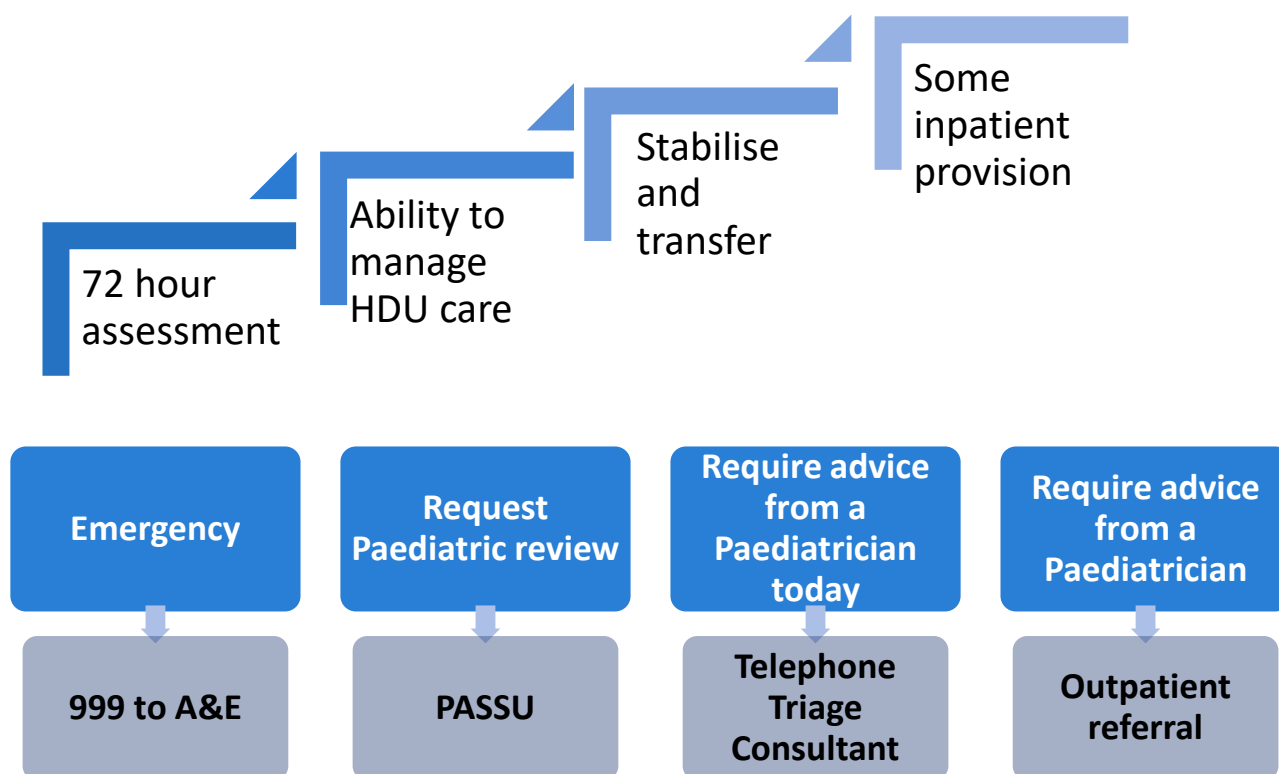 72 hour
assessment
Ability to
manage
HDU care
Stabilise
and
transfer
Some
inpatient
provision
Emergency
Request
Paediatric review
Require advice
from a
Paediatrician
today
Require advice
from a
Paediatrician
999 to A&E
PASSU
Telephone
Triage
Consultant
Outpatient
referral